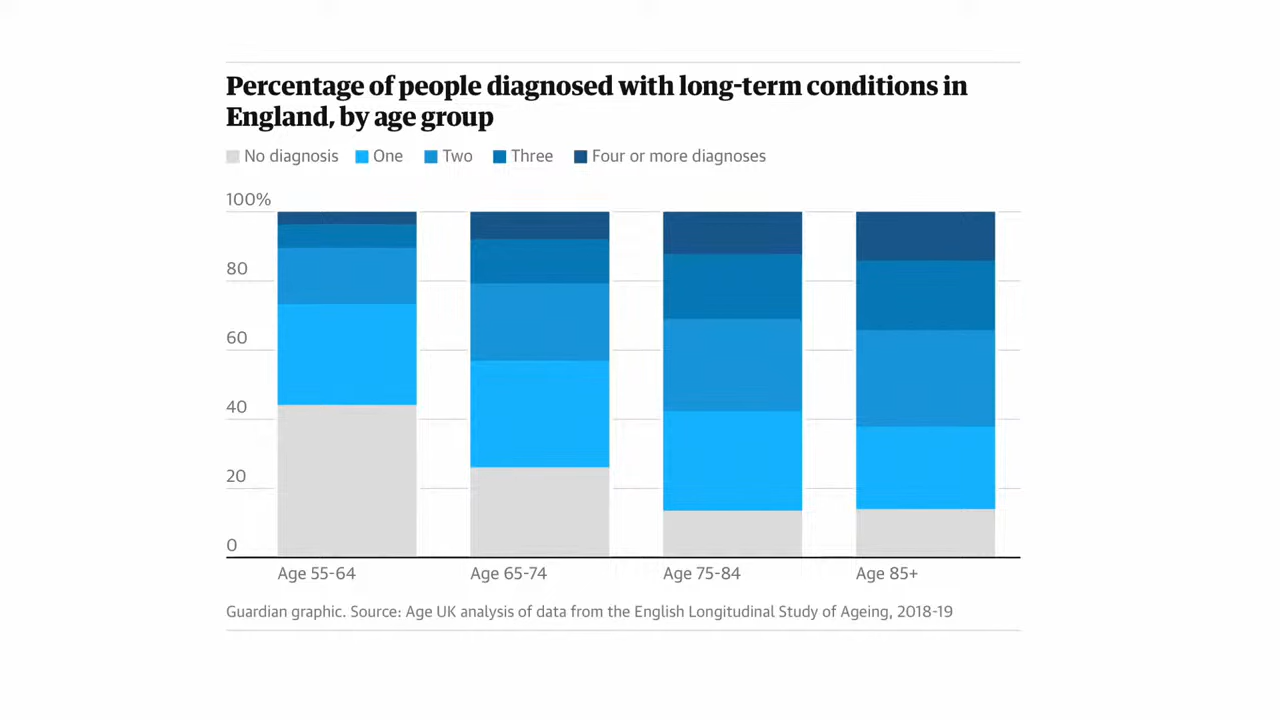 Percentage of people diagnosed with long-term conditions in
England, by age group
No diagnosis One Two Three Four or more diagnoses
100%
80
60
40
20
0
Age 55-64 Age 65-74 Age 75-84 Age 85+
Guardian graphic. Source: Age UK analysis of data from the English Longitudinal Study of Ageing, 2018-19